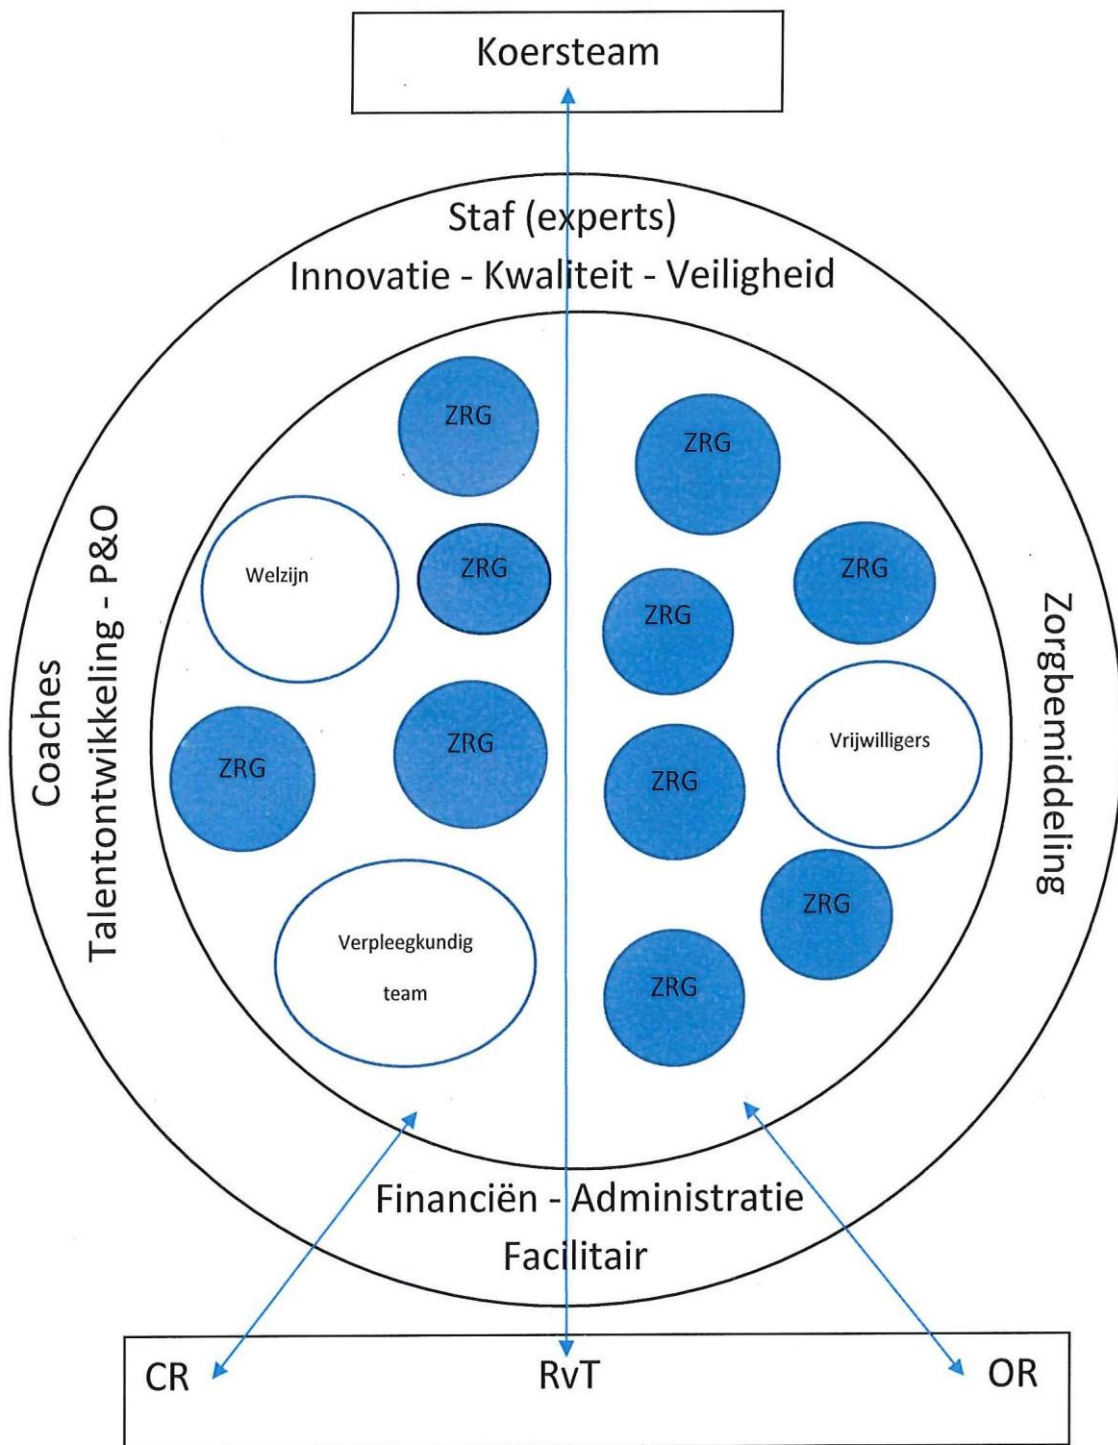 Koersteam
Staf (experts)
Innovatie - Kwaliteit - Veiligheid
Coaches
Talentontwikkeling - P&O
Zorgbemiddeling
ZRG
ZRG
Welzijn
ZRG
ZRG
ZRG
ZRG
ZRG
Vrijwilligers
ZRG
ZRG
ZRG
Verpleegkundig
team
ZRG
Financiën - Administratie
Facilitair
CR RvT OR